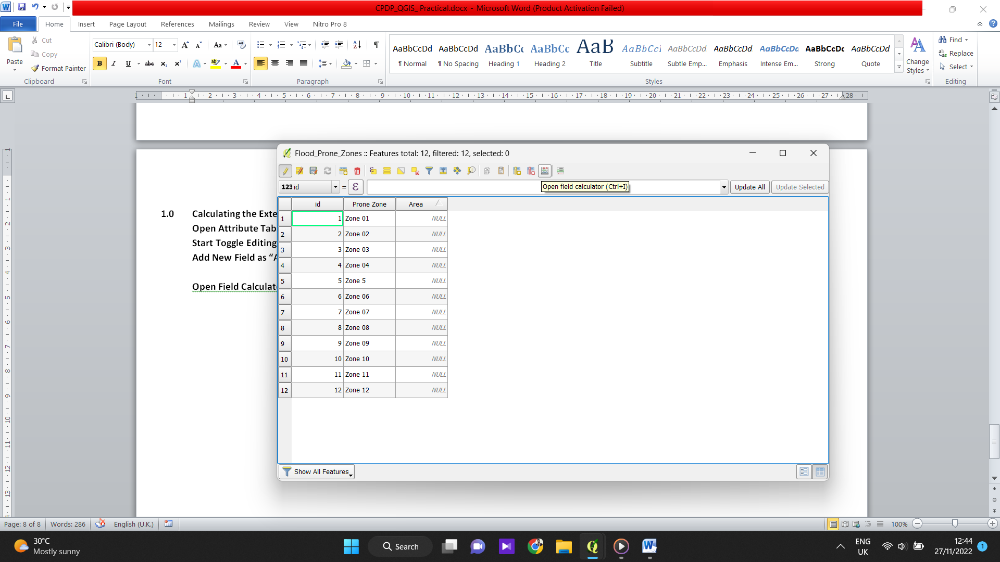 CPDP_QGIS_ Practical.docx - Microsoft Word (Product Activation Failed)
File Home Insert Page Layout References Mailings Review View Nitro Pro 8
Cut
Copy
Format Painter
Paste
Clipboard
Calibri (Body) 12
Font
Paragraph
AaBbCcDd AaBbCcDd AaBbCc AaBbCc AaB AaBbCcI AaBbCcDd AaBbCcDd AaBbCcDd AaBbCcDc AaBbCcDd
¶ Normal ¶ No Spacing Heading 1 Heading 2 Title Subtitle Subtle Emp... Emphasis Intense Em... Strong Quote
Styles
Change Styles
Find
Replace
Select
Editing
1 1 2 3 4 5 6 7 8 9 10 11 12 13 14 15 16 17 18 19 20 21 22 23 24 25 26 27 28
1.0 Calculating the Exte
Open Attribute Tab
Start Toggle Editing
Add New Field as “A
Open Field Calculat
Flood_Prone_Zones :: Features total: 12, filtered: 12, selected: 0
123 id = ε Update All Update Selected
Open field calculator (Ctrl+I)
id Prone Zone Area
1 1 Zone 01 NULL
2 2 Zone 02 NULL
3 3 Zone 03 NULL
4 4 Zone 04 NULL
5 5 Zone 5 NULL
6 6 Zone 06 NULL
7 7 Zone 07 NULL
8 8 Zone 08 NULL
9 9 Zone 09 NULL
10 10 Zone 10 NULL
11 11 Zone 11 NULL
12 12 Zone 12 NULL
Show All Features
Page: 8 of 8 Words: 286 English (U.K.) 100%
30°C
Mostly sunny
Search
ENG
UK
12:44
27/11/2022
1